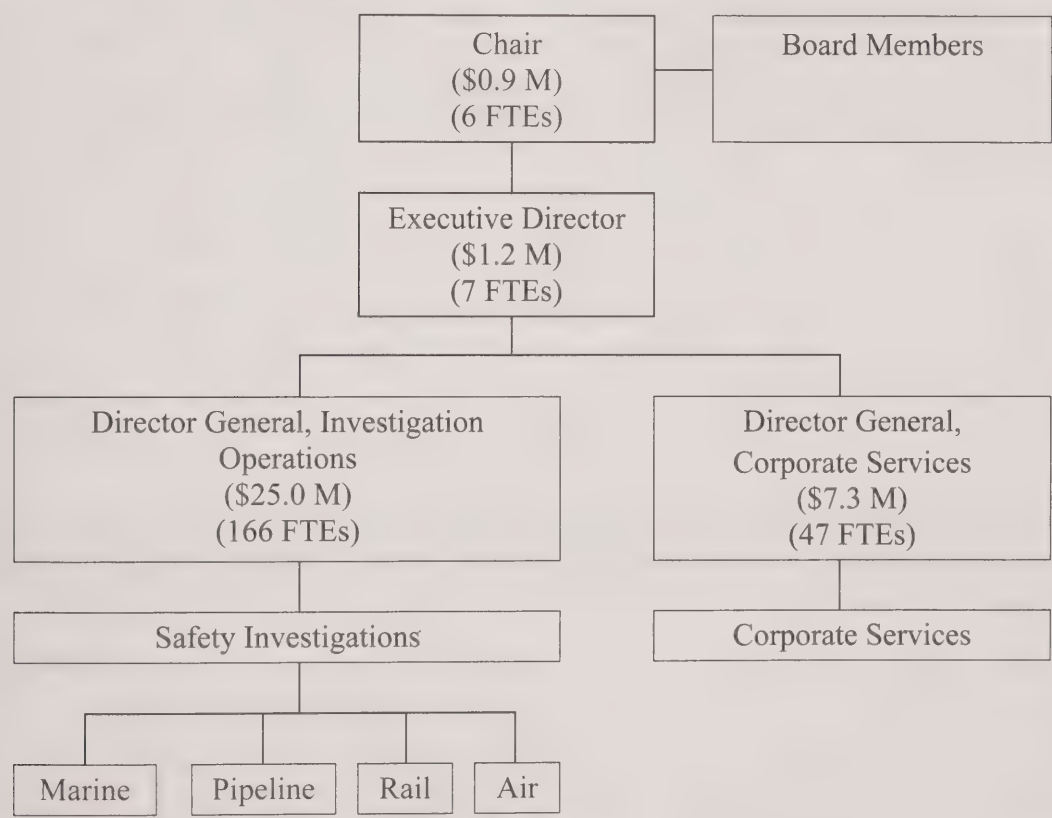 Chair
($0.9 M)
(6 FTEs)
Board Members
Executive Director
($1.2 M)
(7 FTEs)
Director General, Investigation
Operations
($25.0 M)
(166 FTEs)
Director General,
Corporate Services
($7.3 M)
(47 FTEs)
Safety Investigations
Corporate Services
Marine
Pipeline
Rail
Air